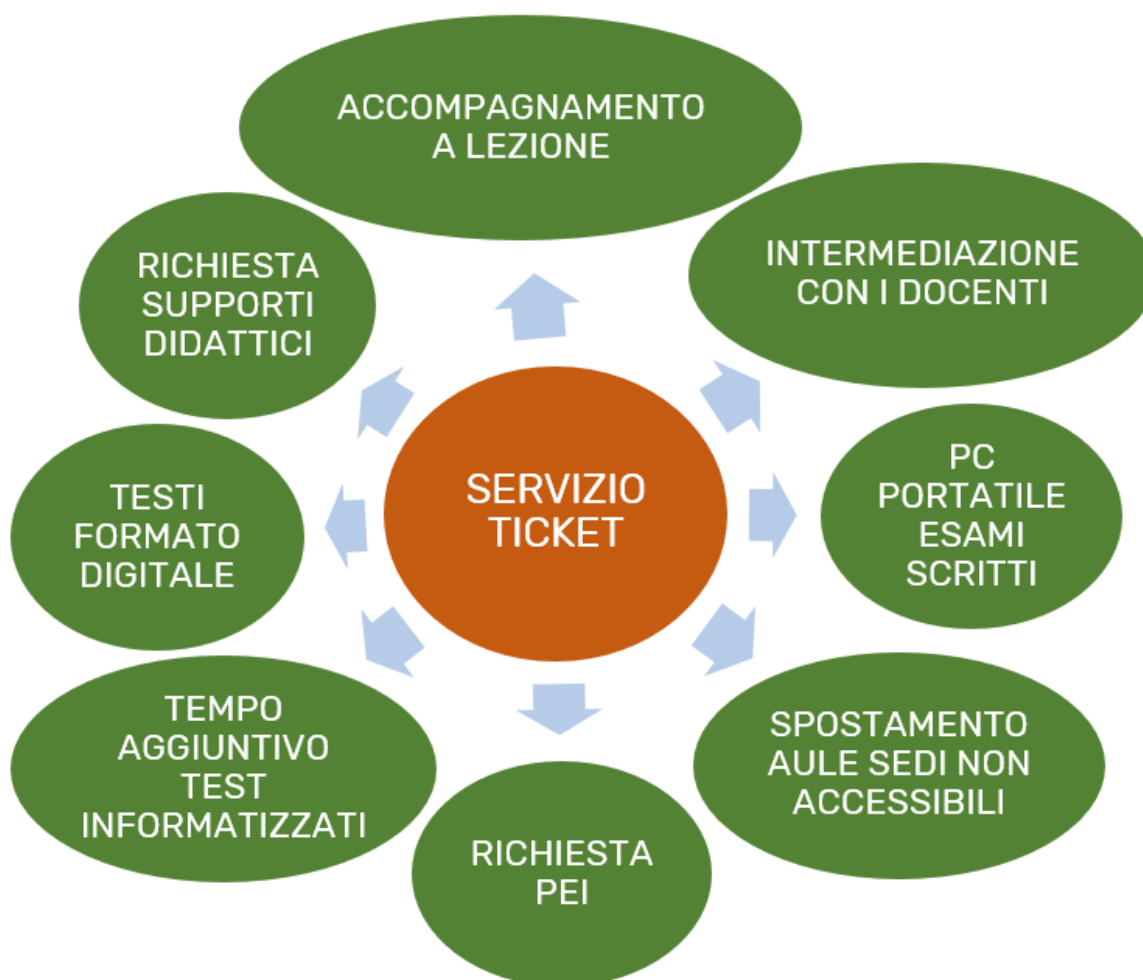 ACCOMPAGNAMENTO
A LEZIONE
INTERMEDIAZIONE
CON I DOCENTI
RICHIESTA
SUPPORTI
DIDATTICI
SERVIZIO
TICKET
PC
PORTATILE
ESAMI
SCRITTI
TESTI
FORMATO
DIGITALE
TEMPO
AGGIUNTIVO
TEST
INFORMATIZZATI
SPOSTAMENTO
AULE SEDI NON
ACCESSIBILI
RICHIESTA
PEI